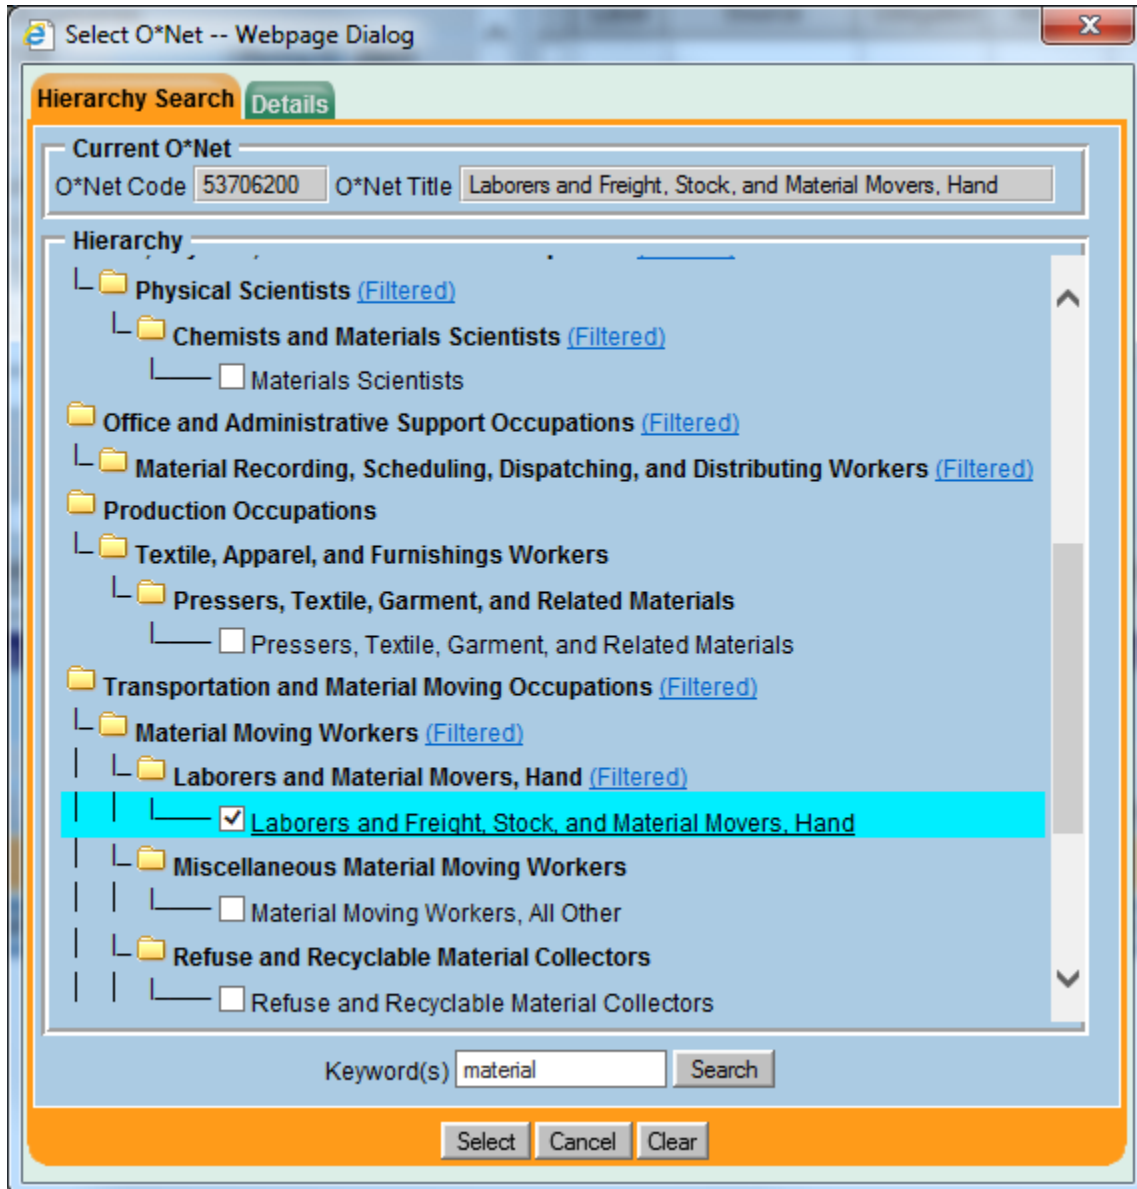 Select O*Net -- Webpage Dialog
Hierarchy Search Details
Current O*Net
O*Net Code 53706200 O*Net Title Laborers and Freight, Stock, and Material Movers, Hand
Hierarchy
Physical Scientists (Filtered)
Chemists and Materials Scientists (Filtered)
Materials Scientists
Office and Administrative Support Occupations (Filtered)
Material Recording, Scheduling, Dispatching, and Distributing Workers (Filtered)
Production Occupations
Textile, Apparel, and Furnishings Workers
Pressers, Textile, Garment, and Related Materials
Pressers, Textile, Garment, and Related Materials
Transportation and Material Moving Occupations (Filtered)
Material Moving Workers (Filtered)
Laborers and Material Movers, Hand (Filtered)
Laborers and Freight, Stock, and Material Movers, Hand
Miscellaneous Material Moving Workers
Material Moving Workers, All Other
Refuse and Recyclable Material Collectors
Refuse and Recyclable Material Collectors
Keyword(s) material Search
Select Cancel Clear